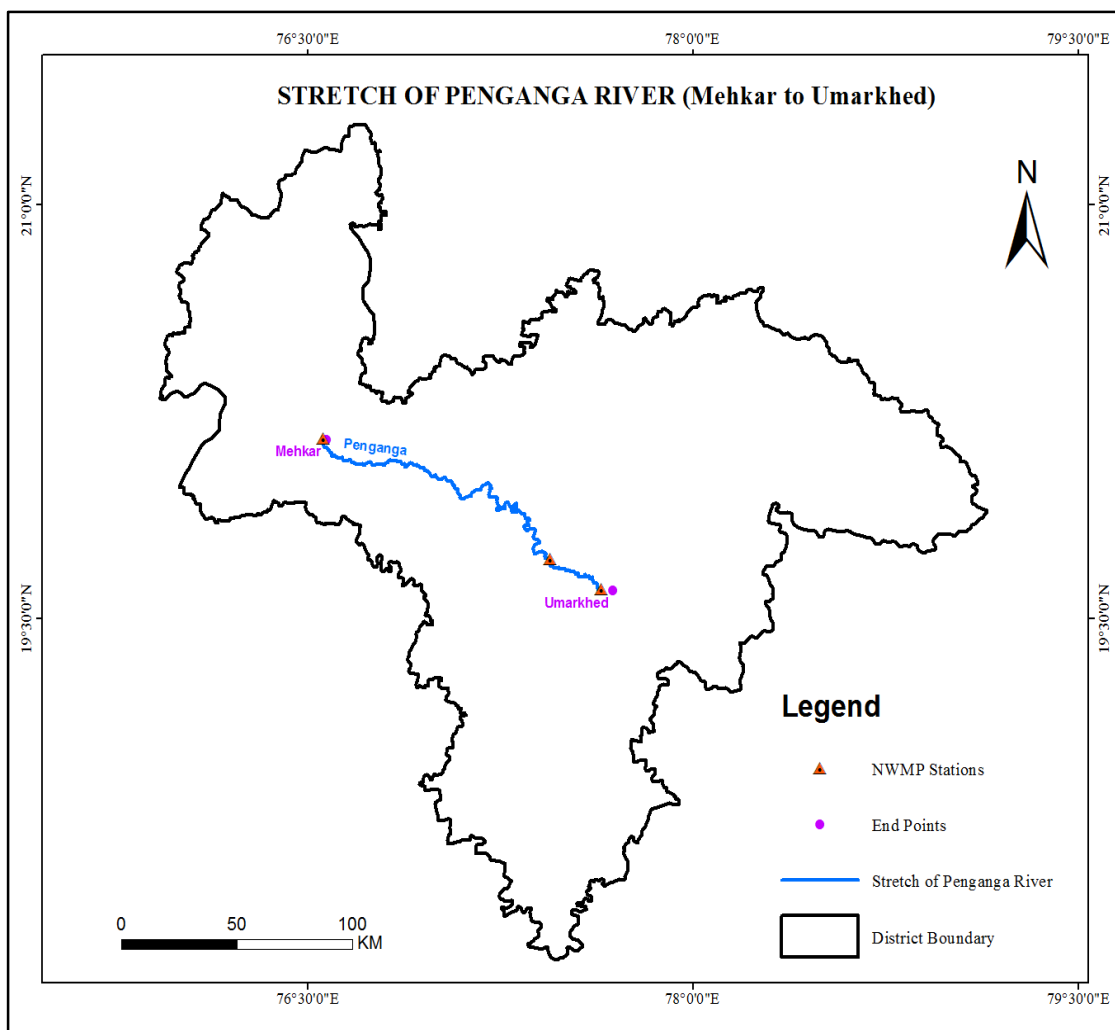 76°30'0"E 78°0'0"E 79°30'0"E
STRETCH OF PENGANGA RIVER (Mehkar to Umarkhed)
N
21°0'0"N 21°0'0"N
Penganga
Mehkar
Umarkhed
19°30'0"N 19°30'0"N
Legend
NWMP Stations
End Points
Stretch of Penganga River
District Boundary
0 50 100
KM
76°30'0"E 78°0'0"E 79°30'0"E